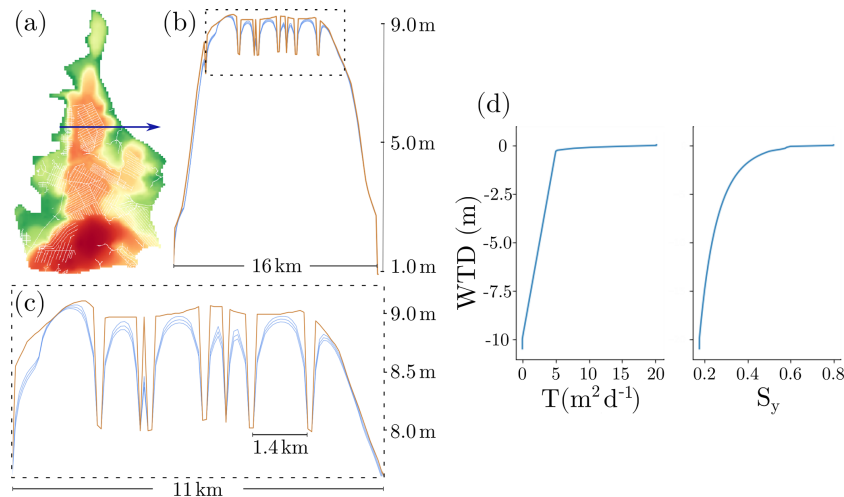 (a)
(b)
9.0 m
5.0 m
1.0 m
16 km
(c)
9.0 m
8.5 m
8.0 m
1.4 km
11 km
(d)
WTD (m)
0
-2.5
-5.0
-7.5
-10
0 5 10 15 20
T(m² d⁻¹)
0.2 0.4 0.6 0.8
S_y